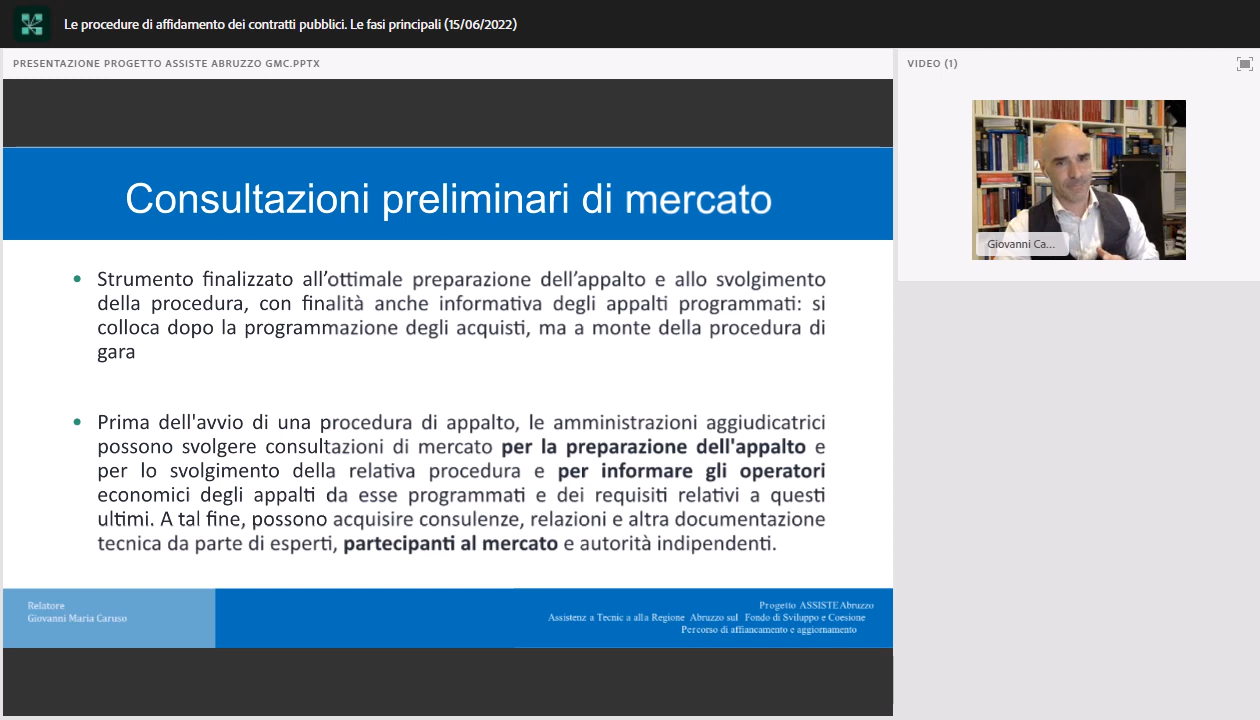 Le procedure di affidamento dei contratti pubblici. Le fasi principali (15/06/2022)
PRESENTAZIONE PROGETTO ASSISTE ABRUZZO GMC.PPTX
VIDEO (1)
Consultazioni preliminari di mercato
• Strumento finalizzato all'ottimale preparazione dell'appalto e allo svolgimento
della procedura, con finalità anche informativa degli appalti programmati: si
colloca dopo la programmazione degli acquisti, ma a monte della procedura di
gara
• Prima dell'avvio di una procedura di appalto, le amministrazioni aggiudicatrici
possono svolgere consultazioni di mercato per la preparazione dell'appalto e
per lo svolgimento della relativa procedura e per informare gli operatori
economici degli appalti da esse programmati e dei requisiti relativi a questi
ultimi. A tal fine, possono acquisire consulenze, relazioni e altra documentazione
tecnica da parte di esperti, partecipanti al mercato e autorità indipendenti.
Giovanni Ca...
Relatore
Giovanni Maria Caruso
Progetto ASSISTE Abruzzo
Assistenz a Tecnic a alla Regione Abruzzo sul Fondo di Sviluppo e Coesione
Percorso di affiancamento e aggiornamento